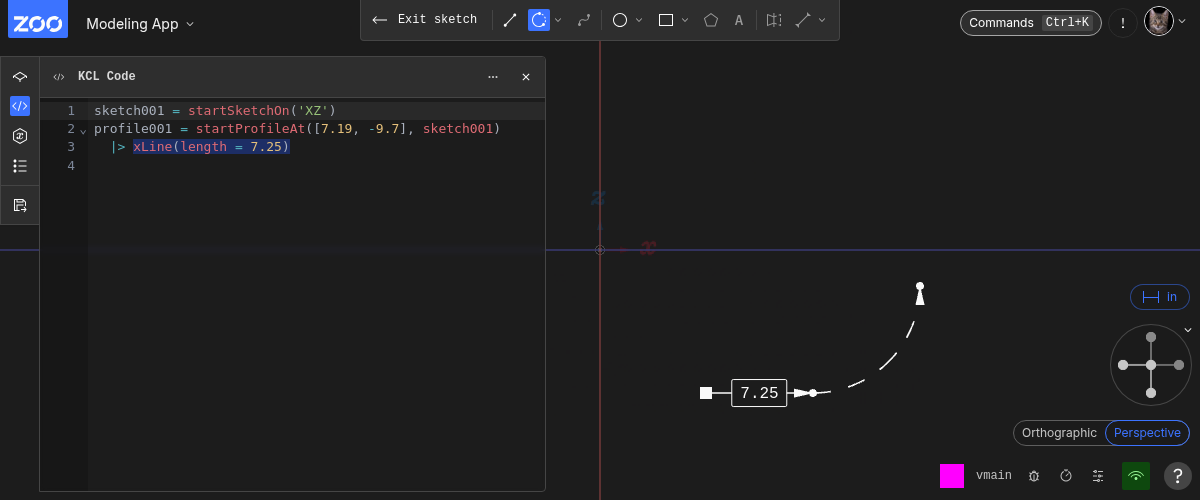 ZOO
Modeling App
Exit sketch
A
Commands Ctrl+K
!
KCL Code
1 sketch001 = startSketchOn('XZ')
2 profile001 = startProfileAt([7.19, -9.7], sketch001)
3 |> xLine(length = 7.25)
4
z
x
in
7.25
Orthographic
Perspective
vmain
?